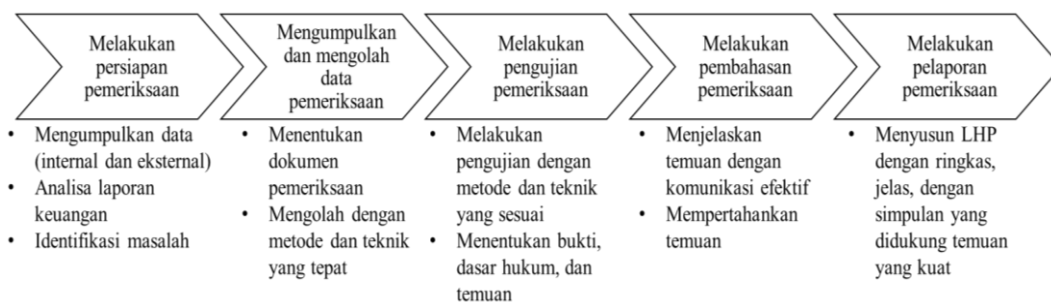 Melakukan
persiapan
pemeriksaan
Mengumpulkan
dan mengolah
data
pemeriksaan
Melakukan
pengujian
pemeriksaan
Melakukan
pembahasan
pemeriksaan
Melakukan
pelaporan
pemeriksaan
• Mengumpulkan data
(internal dan eksternal)
• Analisa laporan
keuangan
• Identifikasi masalah
• Menentukan
dokumen
pemeriksaan
• Mengolah dengan
metode dan teknik
yang tepat
• Melakukan
pengujian dengan
metode dan teknik
yang sesuai
• Menentukan bukti,
dasar hukum, dan
temuan
• Menjelaskan
temuan dengan
komunikasi efektif
• Mempertahankan
temuan
• Menyusun LHP
dengan ringkas,
jelas, dengan
simpulan yang
didukung temuan
yang kuat